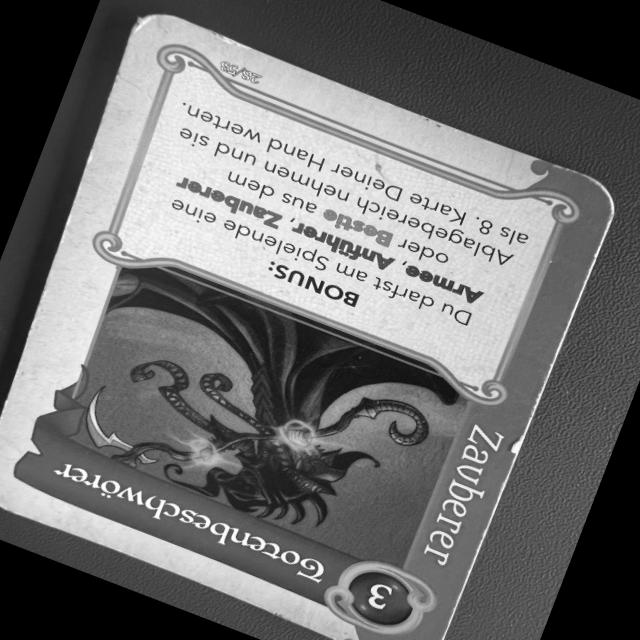 3
Totenbeschwörer
Zauberer
BONUS:
Du darfst am Spielende eine
Armee, Anführer, Zauberer
oder Bestie aus dem
Ablagebereich nehmen und sie
als 8. Karte Deiner Hand werten.